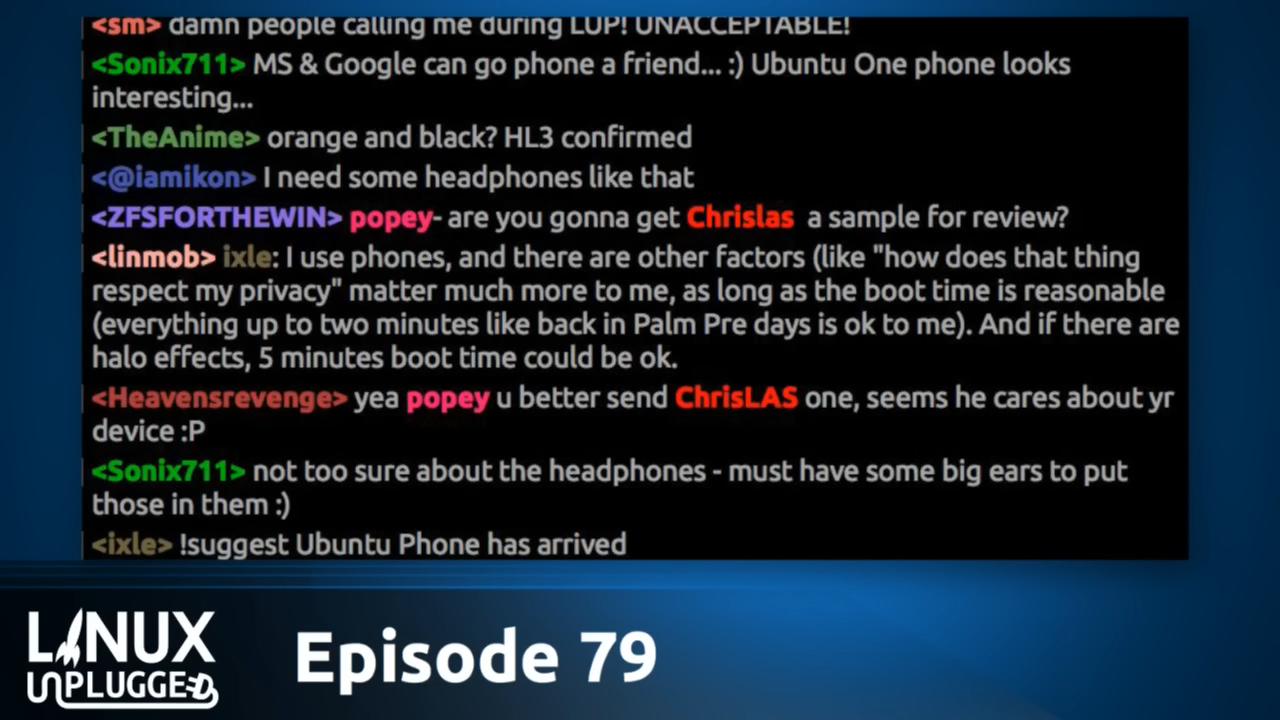 <sm> damn people calling me during LUP! UNACCEPTABLE!
<Sonix711> MS & Google can go phone a friend... :) Ubuntu One phone looks
interesting...
<TheAnime> orange and black? HL3 confirmed
<@iamikon> I need some headphones like that
<ZFSFORTHEWIN> popey- are you gonna get Chrislas  a sample for review?
<linmob> ixle: I use phones, and there are other factors (like "how does that thing
respect my privacy" matter much more to me, as long as the boot time is reasonable
(everything up to two minutes like back in Palm Pre days is ok to me). And if there are
halo effects, 5 minutes boot time could be ok.
<Heavensrevenge> yea popey u better send ChrisLAS one, seems he cares about yr
device :P
<Sonix711> not too sure about the headphones - must have some big ears to put
those in them :)
<ixle> !suggest Ubuntu Phone has arrived
LINUX
UNPLUGGED
Episode 79